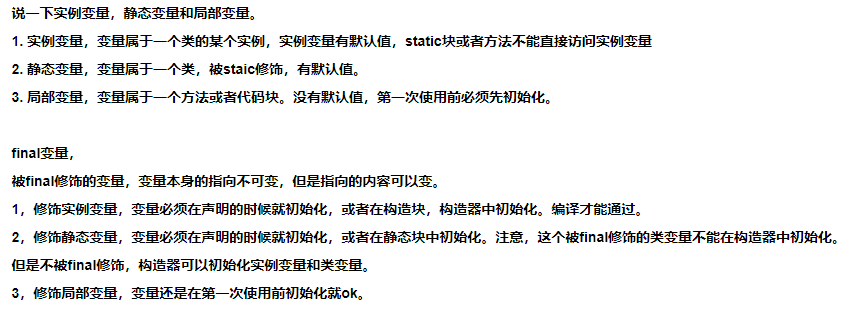 说一下实例变量，静态变量和局部变量。
1. 实例变量，变量属于一个类的某个实例，实例变量有默认值，static块或者方法不能直接访问实例变量
2. 静态变量，变量属于一个类，被staic修饰，有默认值。
3. 局部变量，变量属于一个方法或者代码块。没有默认值，第一次使用前必须先初始化。
final变量，
被final修饰的变量，变量本身的指向不可变，但是指向的内容可以变。
1，修饰实例变量，变量必须在声明的时候就初始化，或者在构造块，构造器中初始化。编译才能通过。
2，修饰静态变量，变量必须在声明的时候就初始化，或者在静态块中初始化。注意，这个被final修饰的类变量不能在构造器中初始化。
但是不被final修饰，构造器可以初始化实例变量和类变量。
3，修饰局部变量，变量还是在第一次使用前初始化就ok。